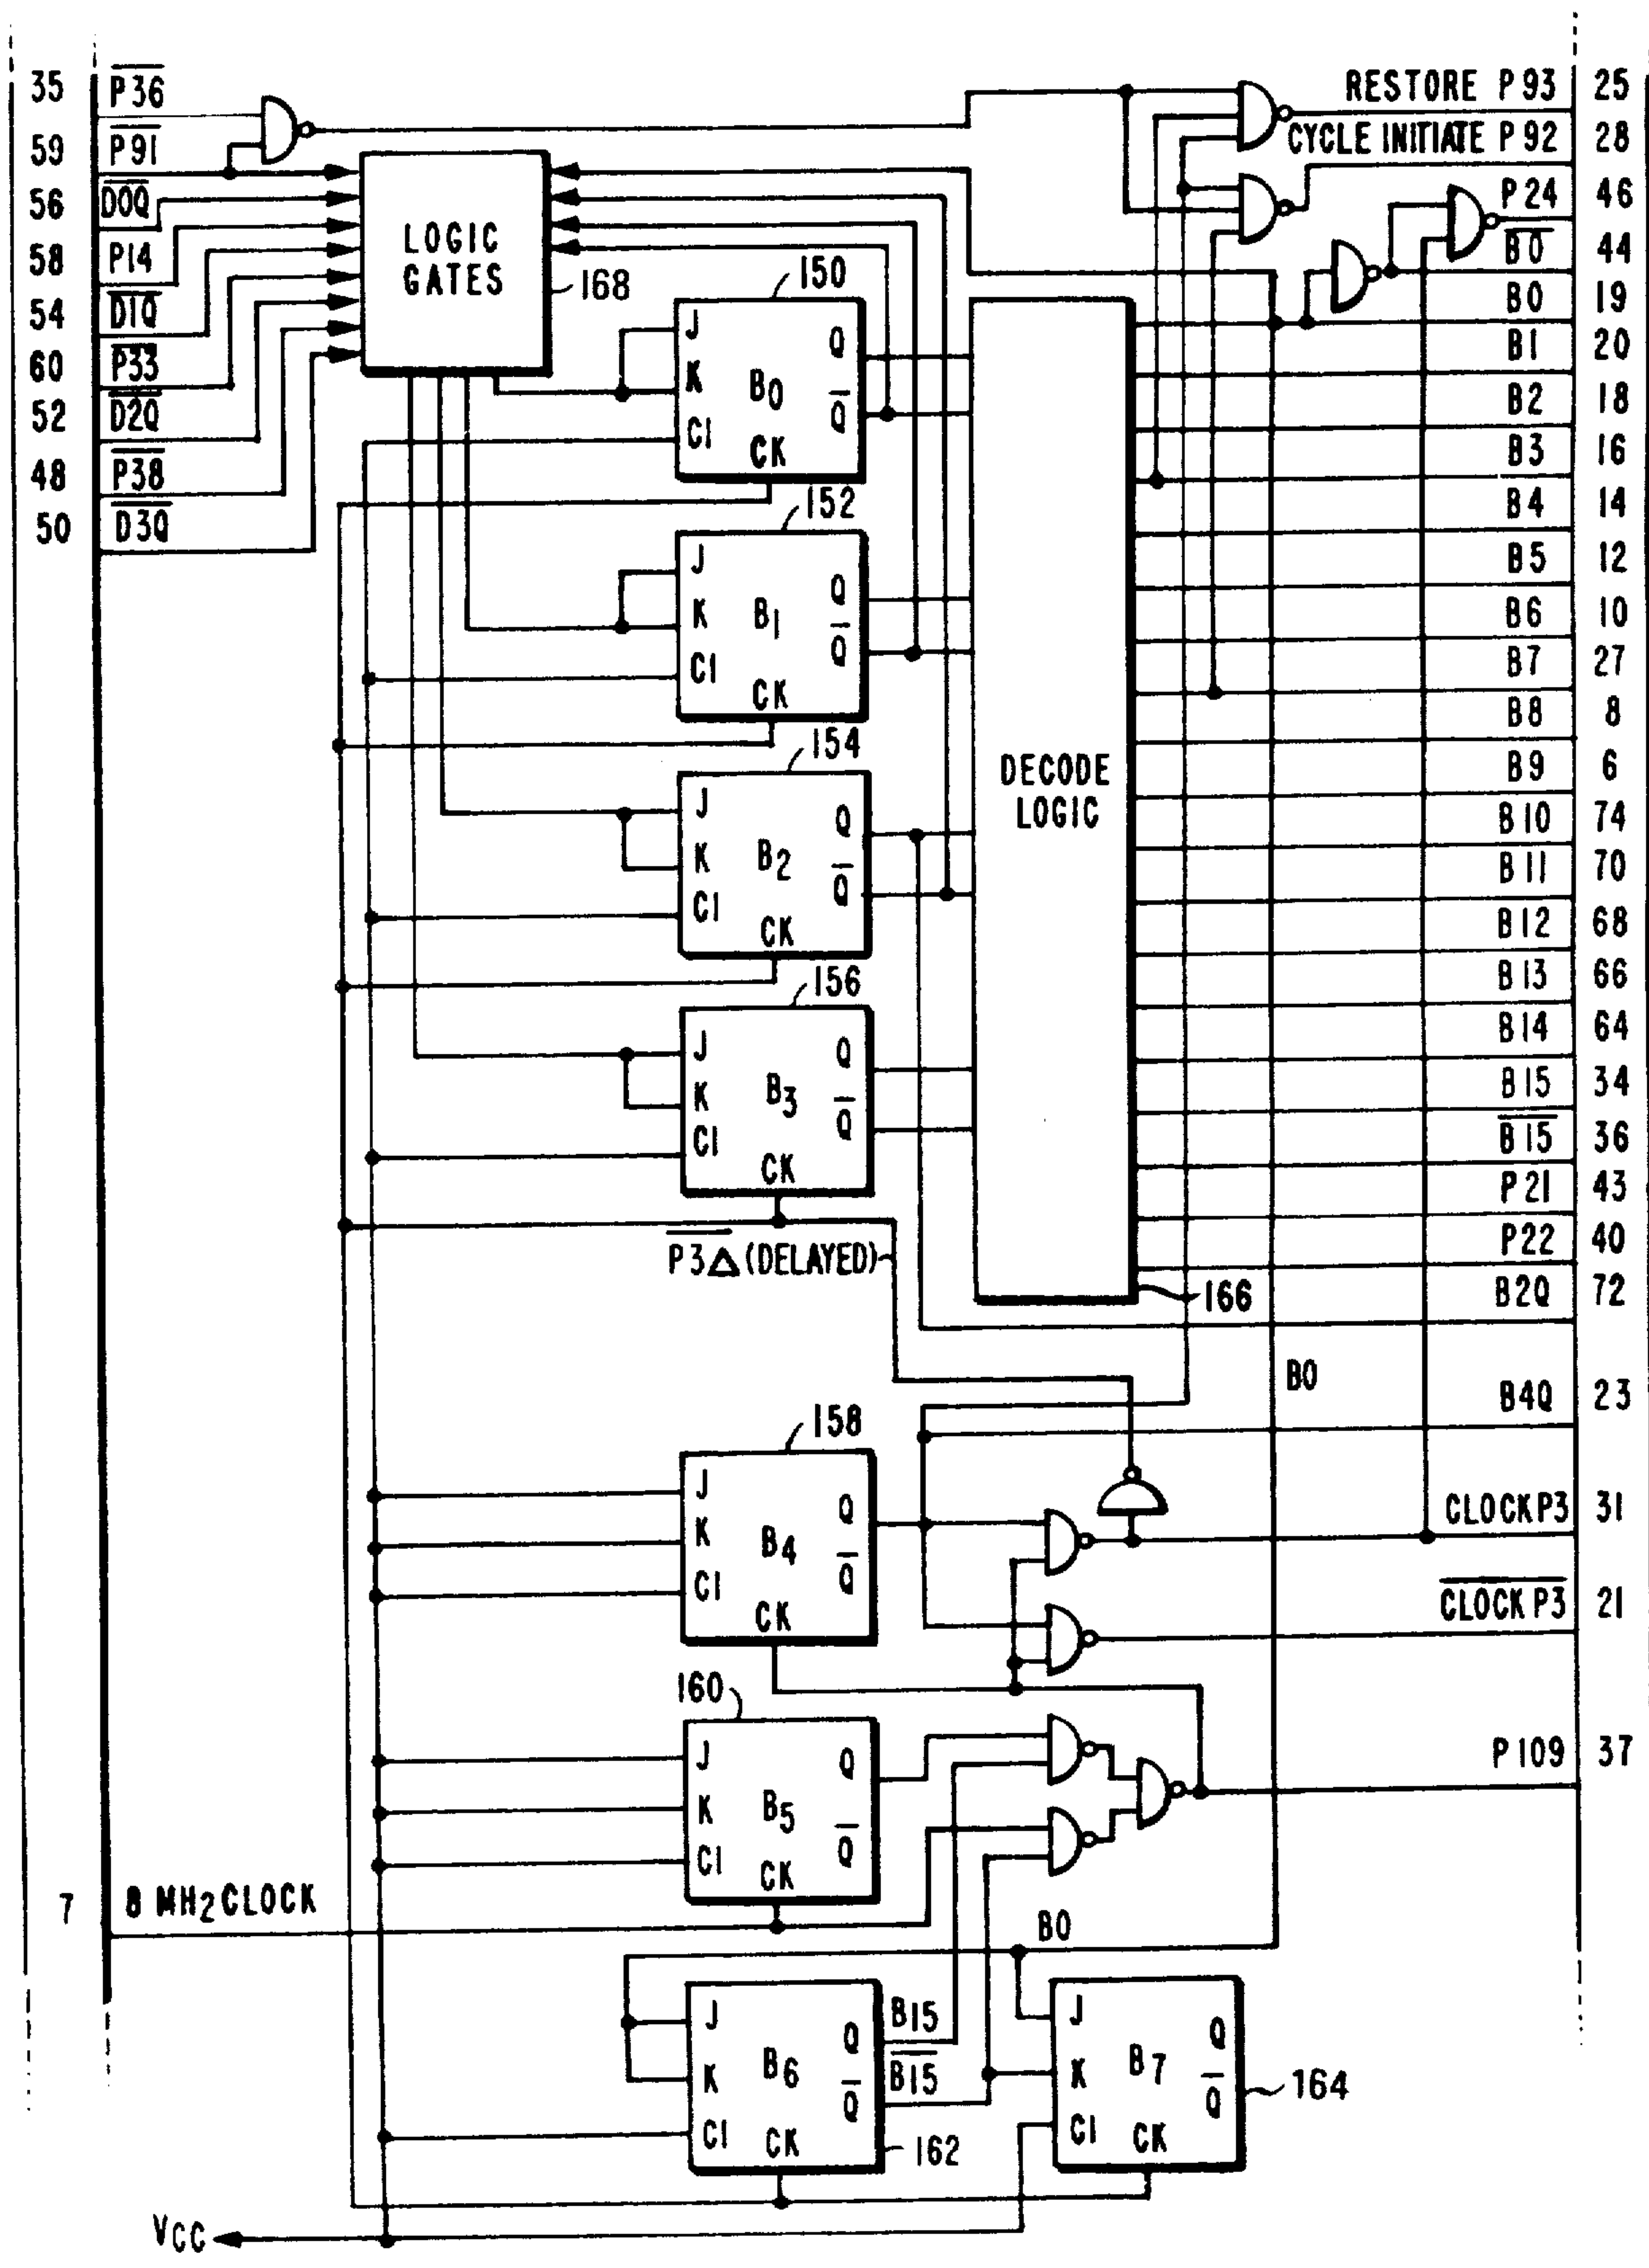 35 P36
59 P91
56 D0Q
58 P14
54 D1Q
60 P33
52 D2Q
48 P38
50 D3Q
7 8 MH2 CLOCK
LOGIC
GATES
168
150
J Q
K B0 Q
CI CK
152
J Q
K B1 Q
CI CK
154
J Q
K B2 Q
CI CK
156
J Q
K B3 Q
CI CK
P3Δ (DELAYED)
DECODE
LOGIC
166
158
J Q
K B4 Q
CI CK
160
J Q
K B5 Q
CI CK
B0
B0
J Q B15
K B6 Q B15
CI CK
162
J Q
K B7 Q
CI CK
164
VCC
RESTORE P93 25
CYCLE INITIATE P92 28
P24 46
B0 44
B0 19
B1 20
B2 18
B3 16
B4 14
B5 12
B6 10
B7 27
B8 8
B9 6
B10 74
B11 70
B12 68
B13 66
B14 64
B15 34
B15 36
P21 43
P22 40
B2Q 72
B4Q 23
CLOCK P3 31
CLOCK P3 21
P109 37